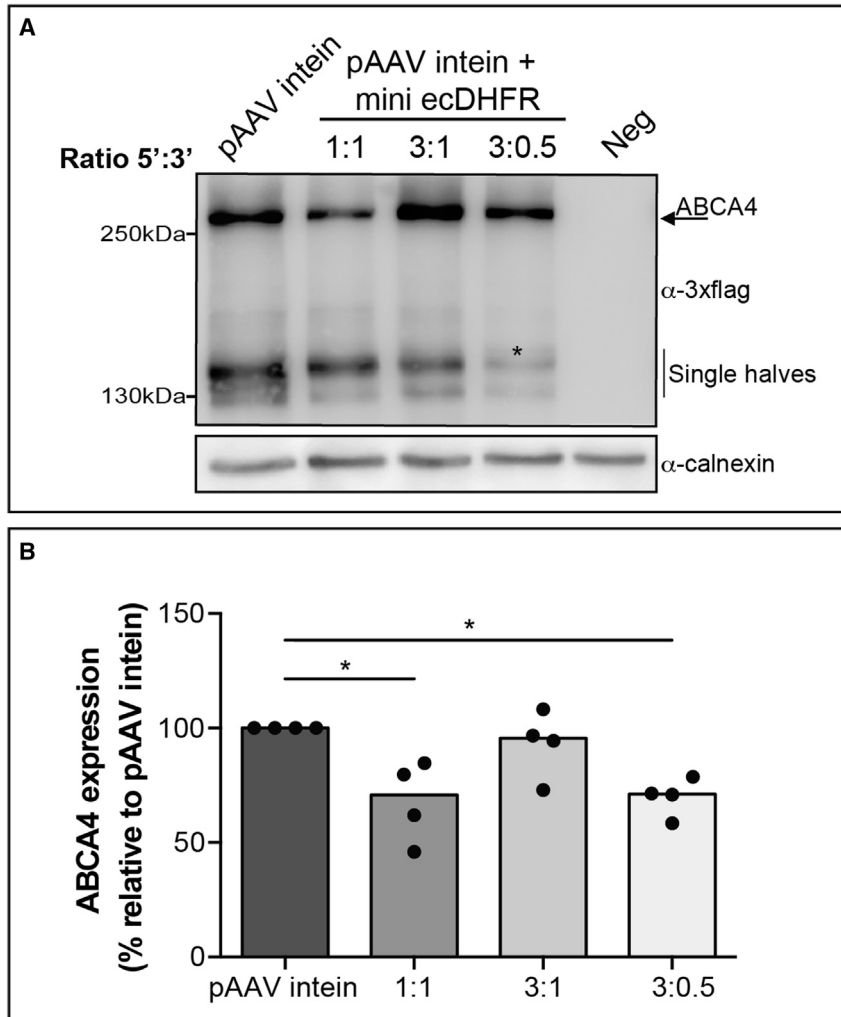 A
pAAV intein
pAAV intein +
mini ecDHFR
Neg
Ratio 5':3'
1:1
3:1
3:0.5
ABCA4
250kDa
α-3xflag
*
Single halves
130kDa
α-calnexin
B
ABCA4 expression
(% relative to pAAV intein)
150
100
50
0
*
*
pAAV intein
1:1
3:1
3:0.5